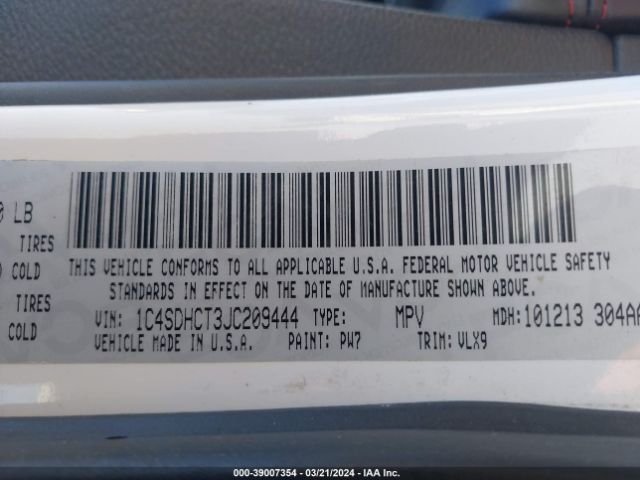 LB
TIRES
COLD
TIRES
COLD
THIS VEHICLE CONFORMS TO ALL APPLICABLE U.S.A. FEDERAL MOTOR VEHICLE SAFETY
STANDARDS IN EFFECT ON THE DATE OF MANUFACTURE SHOWN ABOVE.
VIN: 1C4SDHCT3JC209444 TYPE: MPV MDH:101213 304AA
VEHICLE MADE IN U.S.A. PAINT: PW7 TRIM: VLX9
000-39007354 - 03/21/2024 - IAA Inc.